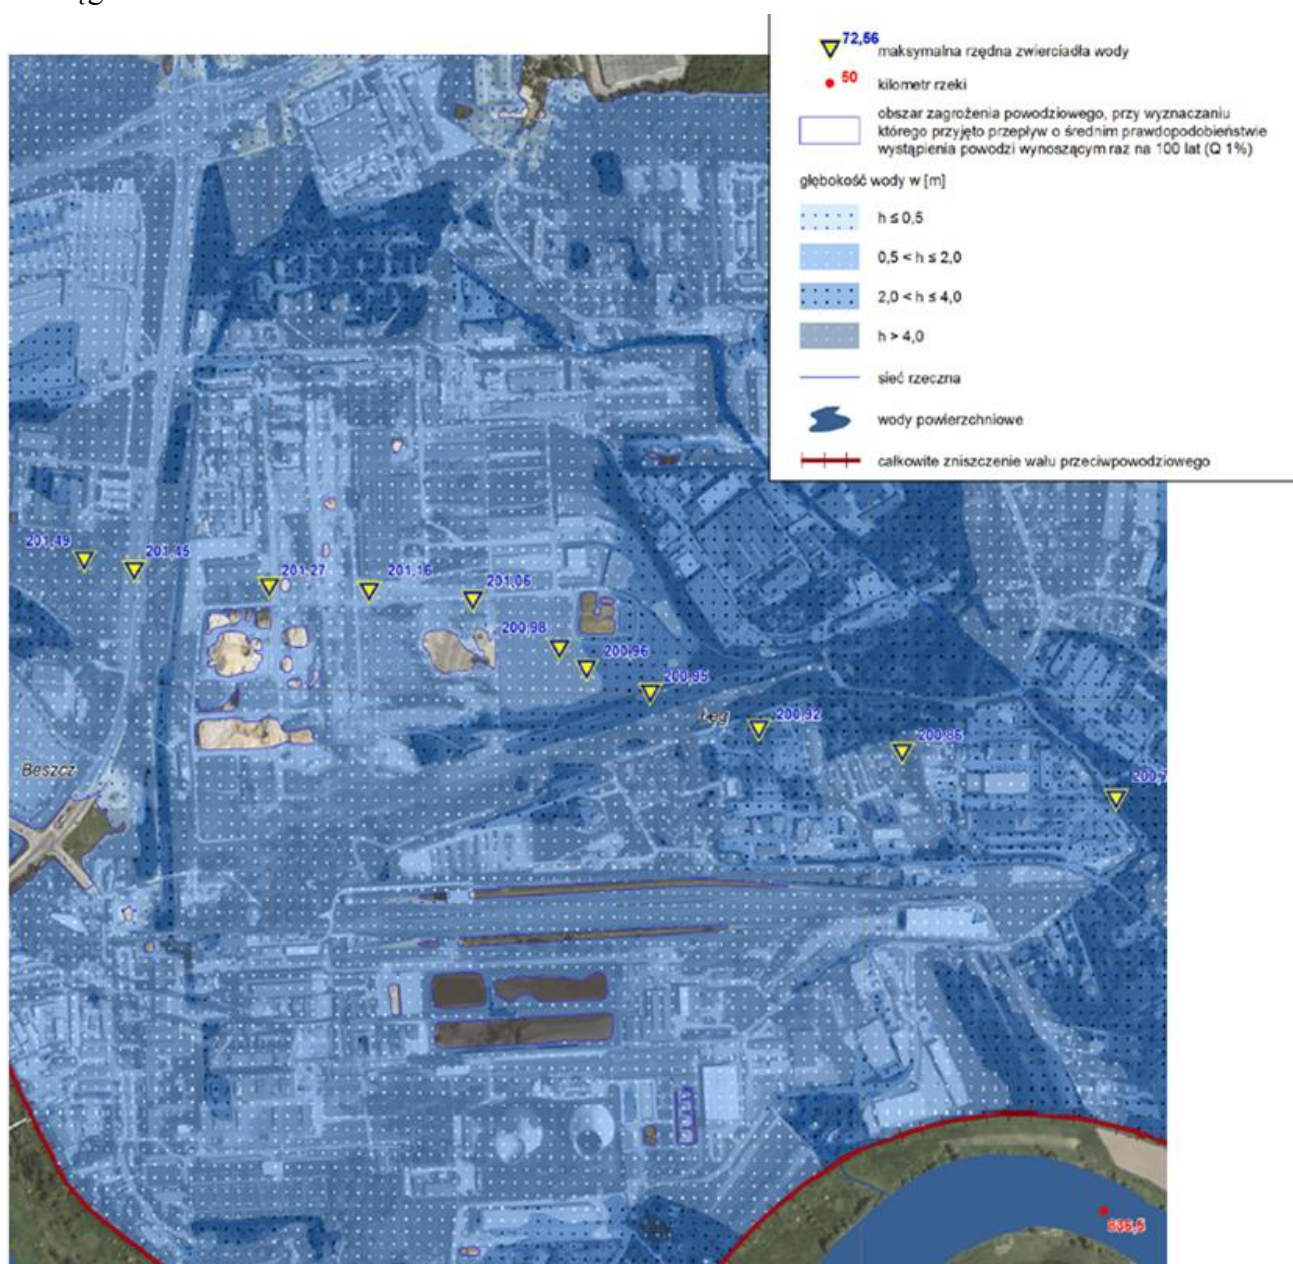 72,56
maksymalna rzędna zwierciadła wody
50
kilometr rzeki
obszar zagrożenia powodziowego, przy wyznaczaniu
którego przyjęto przepływ o średnim prawdopodobieństwie
wystąpienia powodzi wynoszącym raz na 100 lat (Q 1%)
głębokość wody w [m]
h ≤ 0,5
0,5 < h ≤ 2,0
2,0 < h ≤ 4,0
h > 4,0
sieć rzeczna
wody powierzchniowe
całkowite zniszczenie wału przeciwpowodziowego
201,49
201,45
201,27
201,16
201,06
200,98
200,96
200,95
Łęg
200,92
200,86
Beszcz
200,7